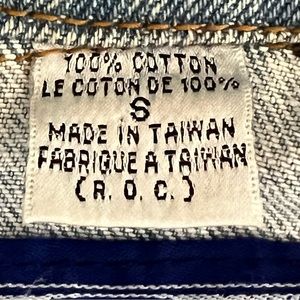 100% COTTON
LE COTON DE 100%
S
MADE IN TAIWAN
FABRIQUE A TAIWAN
(R.O.C.)